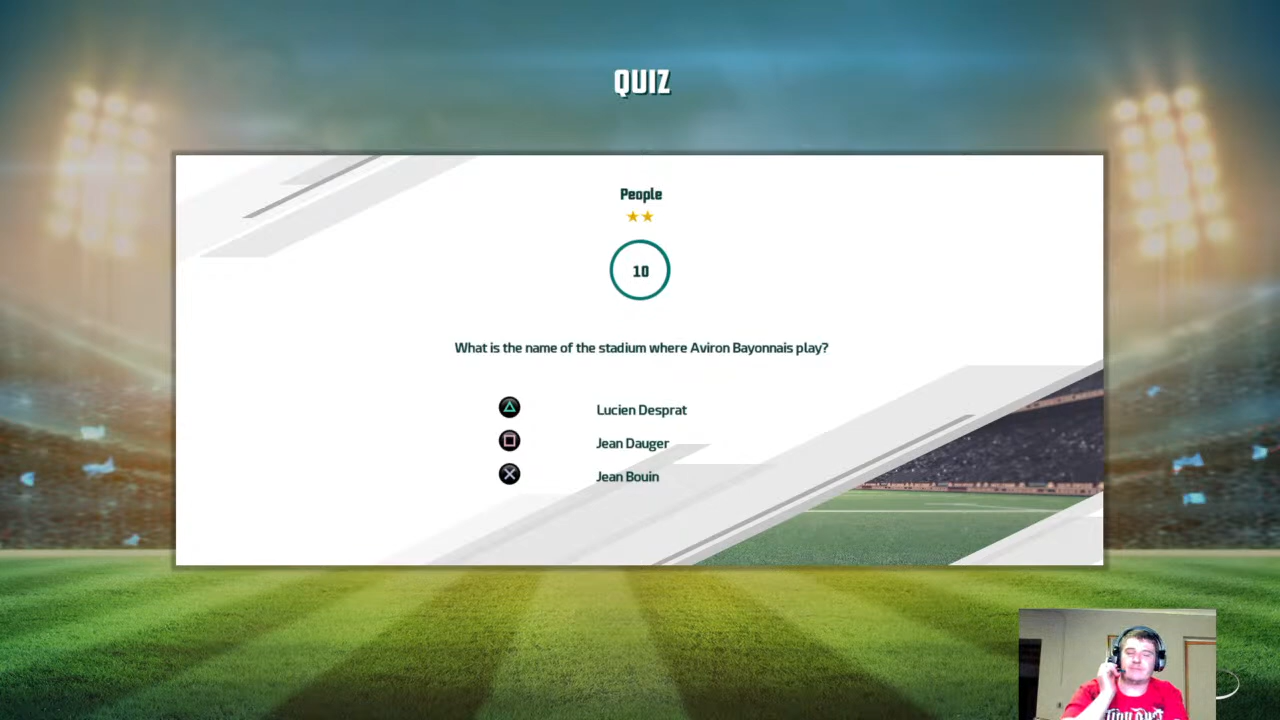 QUIZ
People
10
What is the name of the stadium where Aviron Bayonnais play?
Lucien Desprat
Jean Dauger
Jean Bouin